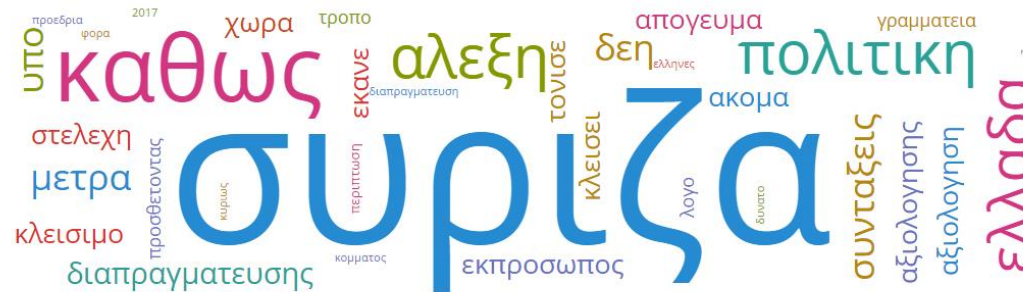 προεδρια
2017
φορα
χωρα
τροπο
απογευμα
γραμματεια
υπο
καθως
εκανε
αλεξη
διαπραγματευση
τονισε
δεη
ελληνες
πολιτικη
ακομα
στελεχη
μετρα
κλεισιμο
προσθετοντας
συριζα
κυριως
περιπτωση
κλεισει
λογο
δυνατο
συνταξεις
αξιολογησης
αξιολογηση
ελλαδα
διαπραγματευσης
κομματος
εκπροσωπος